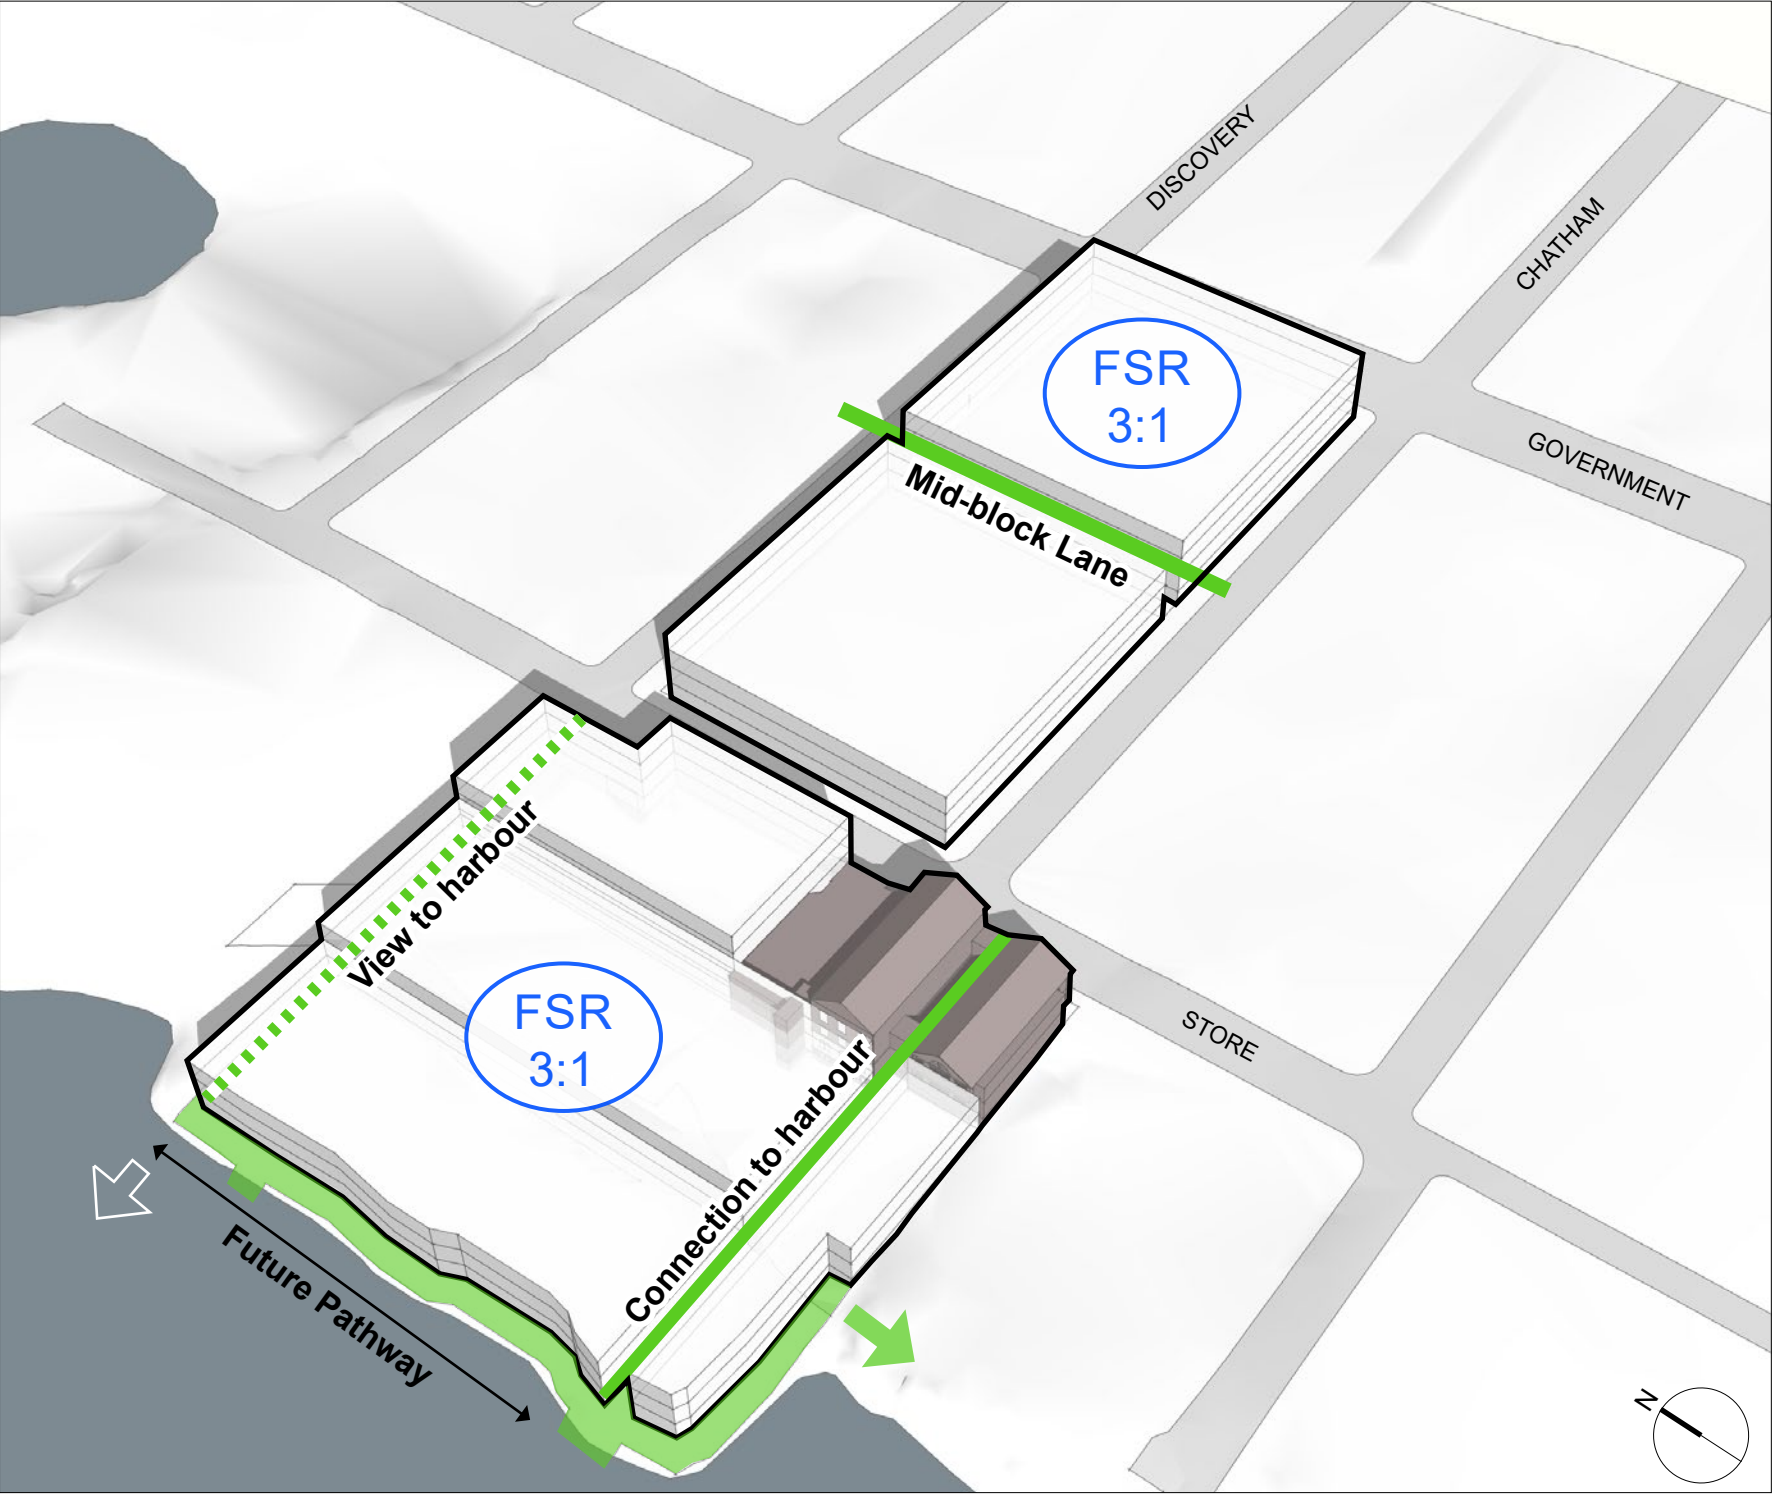 DISCOVERY
CHATHAM
FSR
3:1
GOVERNMENT
Mid-block Lane
View to harbour
FSR
3:1
STORE
Connection to harbour
Future Pathway
N